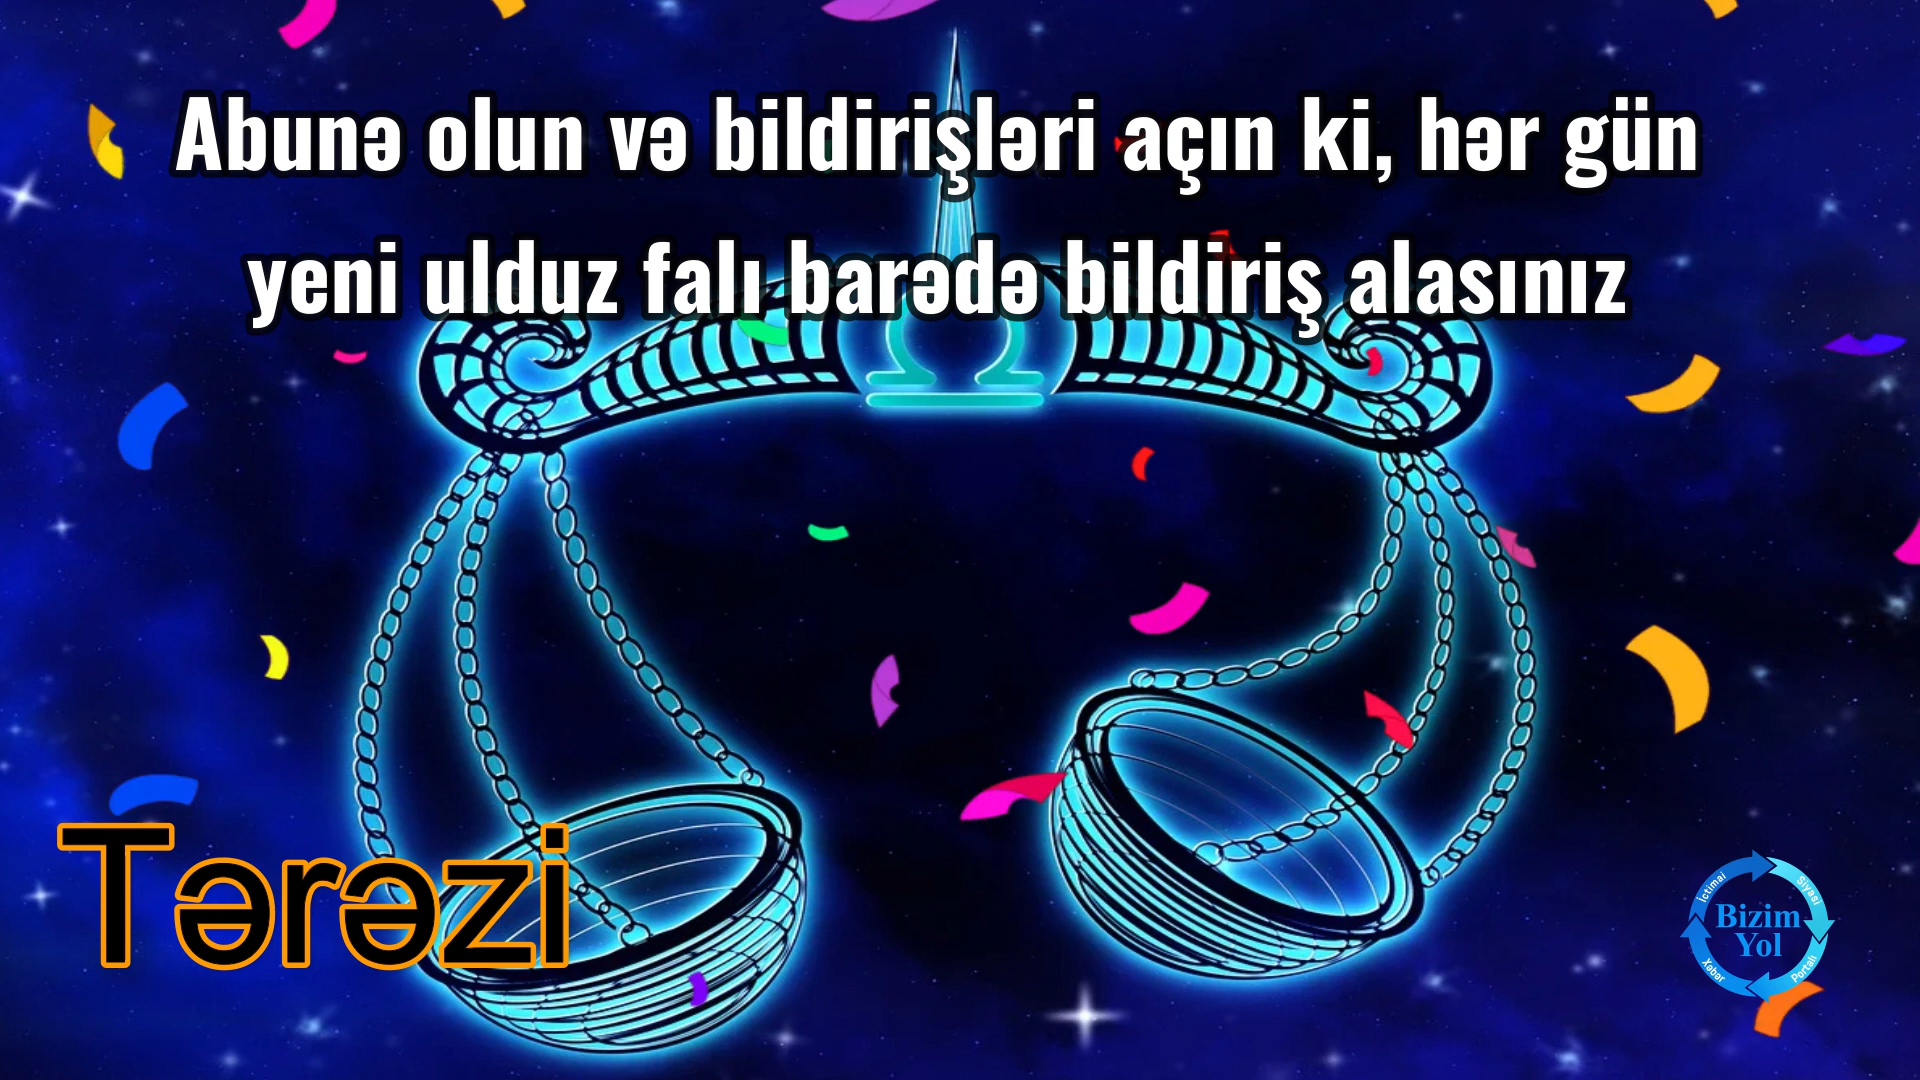 Abunə olun və bildirişləri açın ki, hər gün
yeni ulduz falı barədə bildiriş alasınız
Tərəzi
İctimai
Siyasi
Bizim
Yol
Xəbər
Portalı